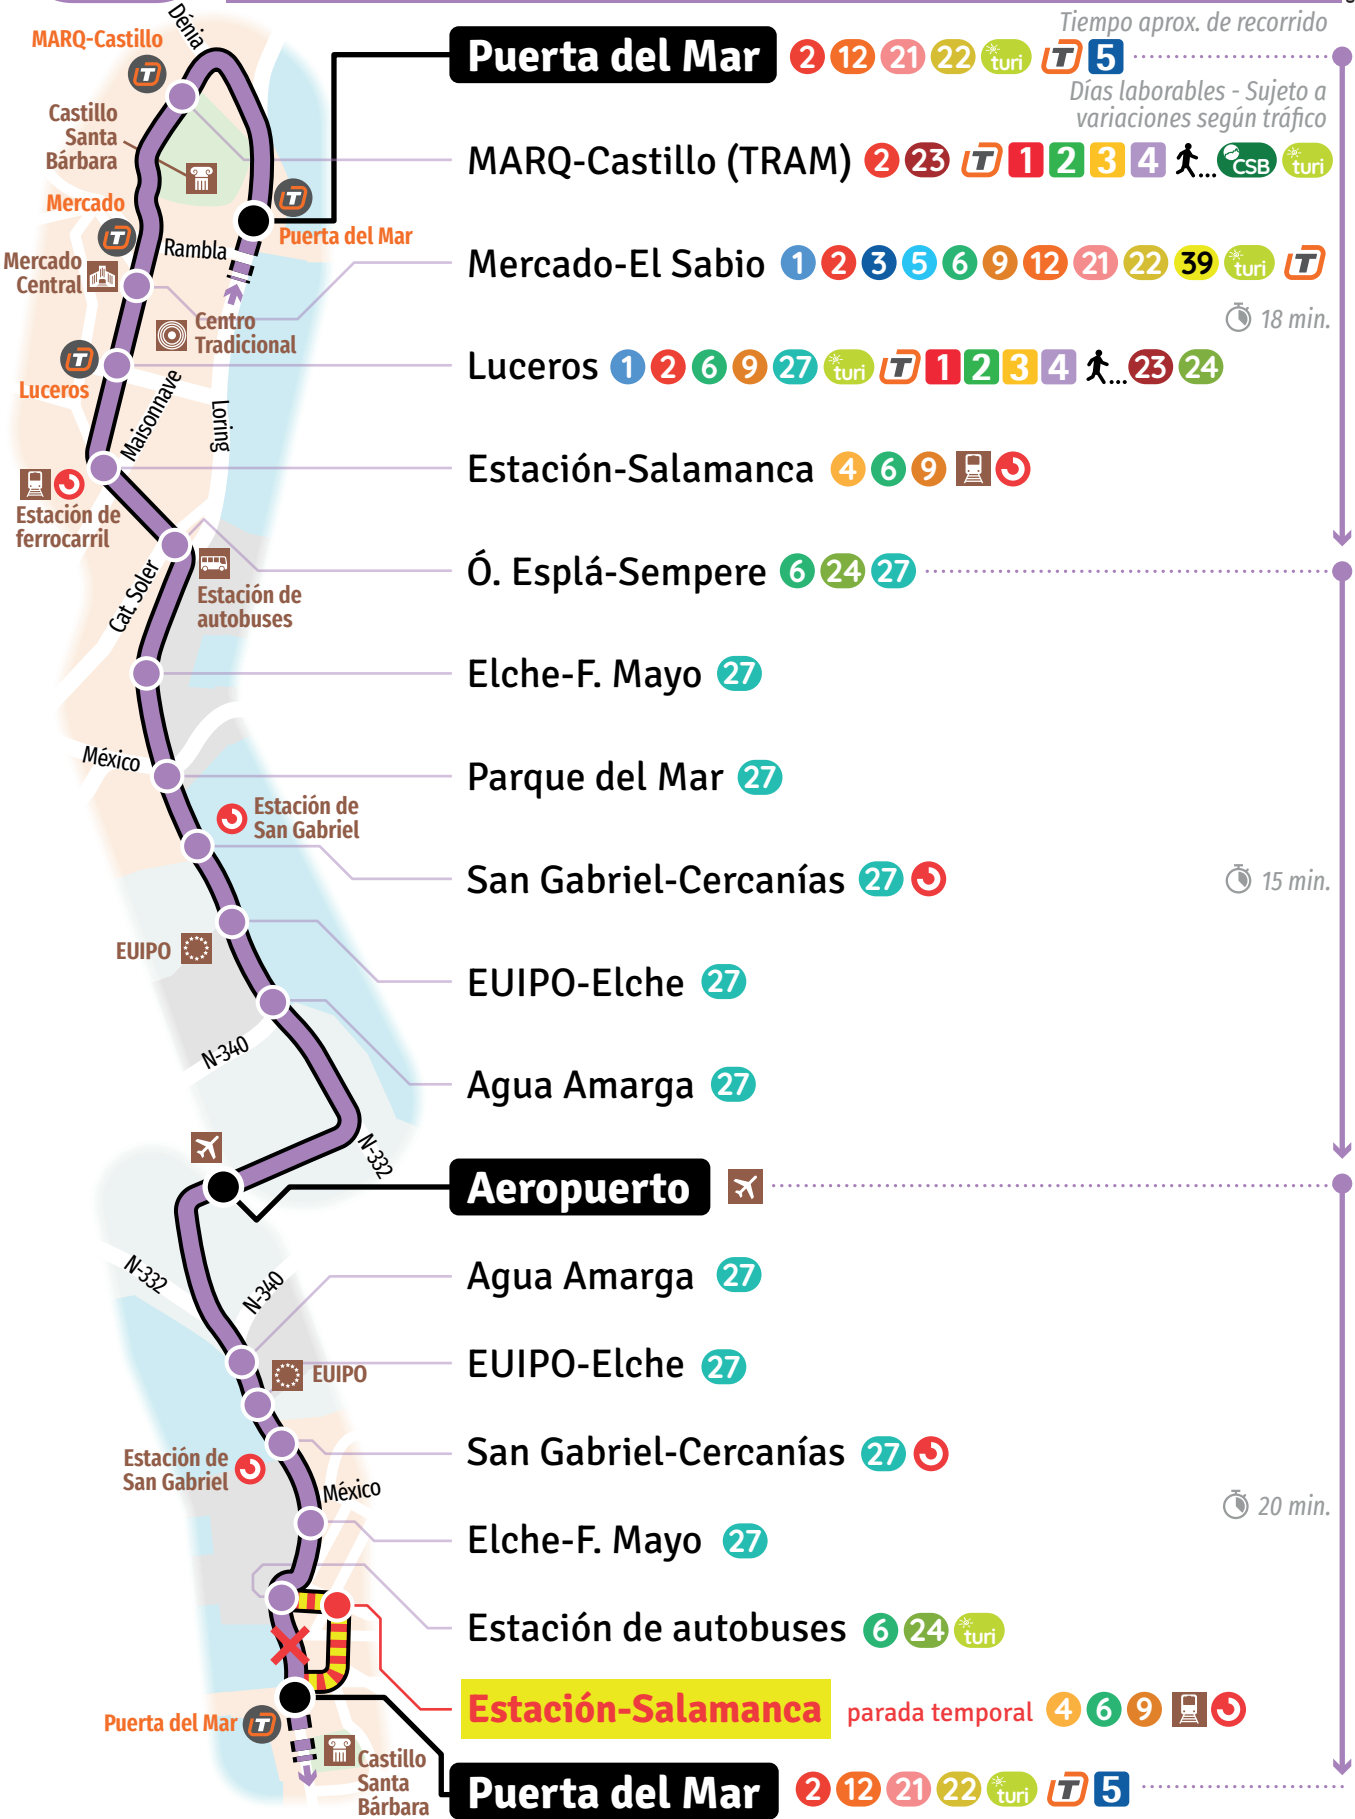 Tiempo aprox. de recorrido
Puerta del Mar 2 12 21 22 turi T 5
Días laborables - Sujeto a
variaciones según tráfico
MARQ-Castillo (TRAM) 2 23 T 1 2 3 4 ... CSB turi
Mercado-El Sabio 1 2 3 5 6 9 12 21 22 39 turi T
18 min.
Luceros 1 2 6 9 27 turi T 1 2 3 4 ... 23 24
Estación-Salamanca 4 6 9
Ó. Esplá-Sempere 6 24 27
Elche-F. Mayo 27
Parque del Mar 27
San Gabriel-Cercanías 27
15 min.
EUIPO-Elche 27
Agua Amarga 27
Aeropuerto
Agua Amarga 27
EUIPO-Elche 27
San Gabriel-Cercanías 27
20 min.
Elche-F. Mayo 27
Estación de autobuses 6 24 turi
Estación-Salamanca parada temporal 4 6 9
Puerta del Mar 2 12 21 22 turi T 5
Dénia
MARQ-Castillo
T
Castillo
Santa
Bárbara
Mercado
T
T
Rambla
Puerta del Mar
Mercado
Central
Centro
Tradicional
T
Luceros
Maisonnave
Loring
Estación de
ferrocarril
Cat. Soler
Estación de
autobuses
México
Estación de
San Gabriel
EUIPO
N-340
N-332
N-332
N-340
EUIPO
Estación de
San Gabriel
México
Puerta del Mar T
Castillo
Santa
Bárbara